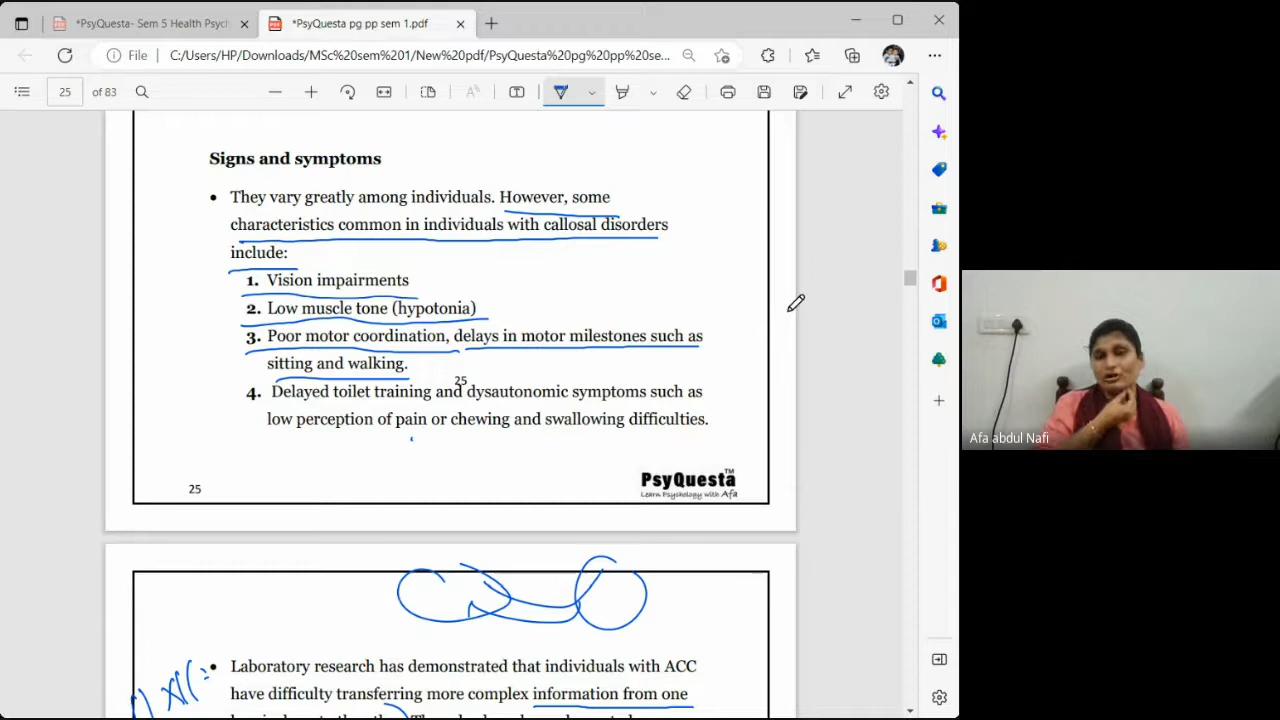 *PsyQuesta- Sem 5 Health Psych
*PsyQuesta pg pp sem 1.pdf
File
C:/Users/HP/Downloads/MSc%20sem%201/New%20pdf/PsyQuesta%20pg%20pp%20se...
25 of 83
Signs and symptoms
• They vary greatly among individuals. However, some
characteristics common in individuals with callosal disorders
include:
1. Vision impairments
2. Low muscle tone (hypotonia)
3. Poor motor coordination, delays in motor milestones such as
sitting and walking.
25
4. Delayed toilet training and dysautonomic symptoms such as
low perception of pain or chewing and swallowing difficulties.
Afa abdul Nafi
PsyQuesta™
Learn Psychology with Afa
25
• Laboratory research has demonstrated that individuals with ACC
have difficulty transferring more complex information from one